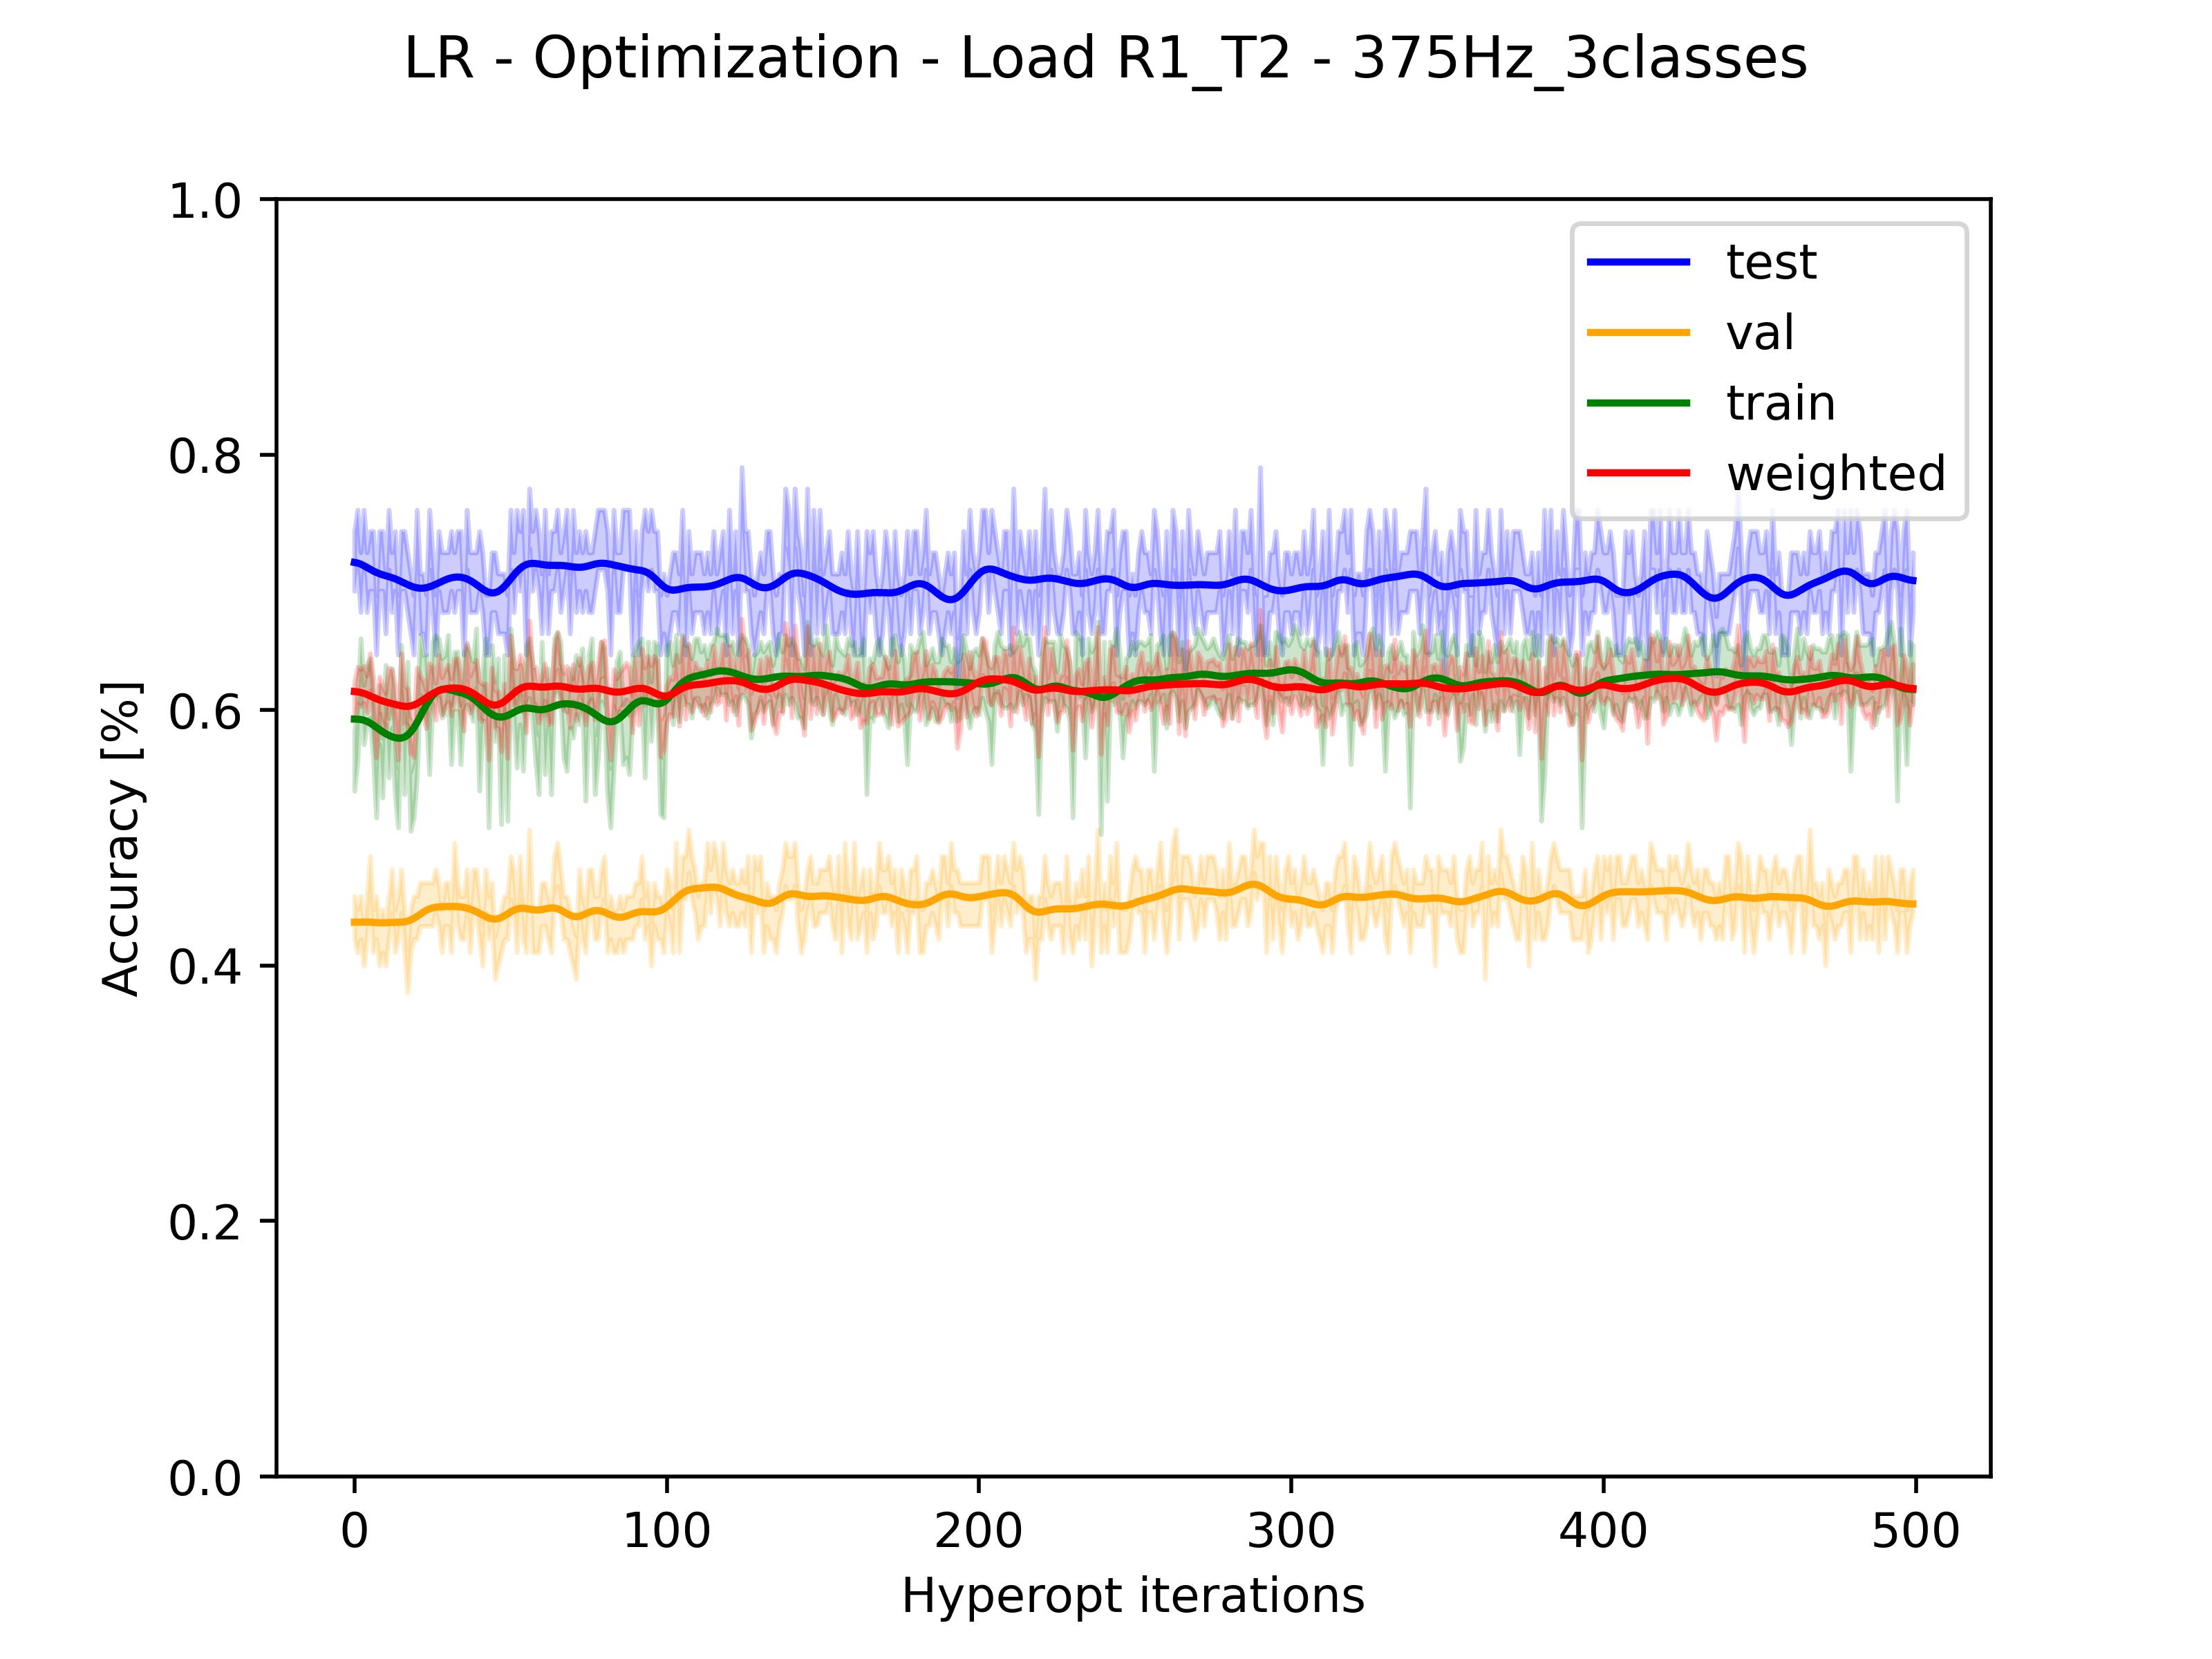 LR - Optimization - Load R1_T2 - 375Hz_3classes
1.0
0.8
0.6
0.4
0.2
0.0
Accuracy [%]
test
val
train
weighted
0 100 200 300 400 500
Hyperopt iterations